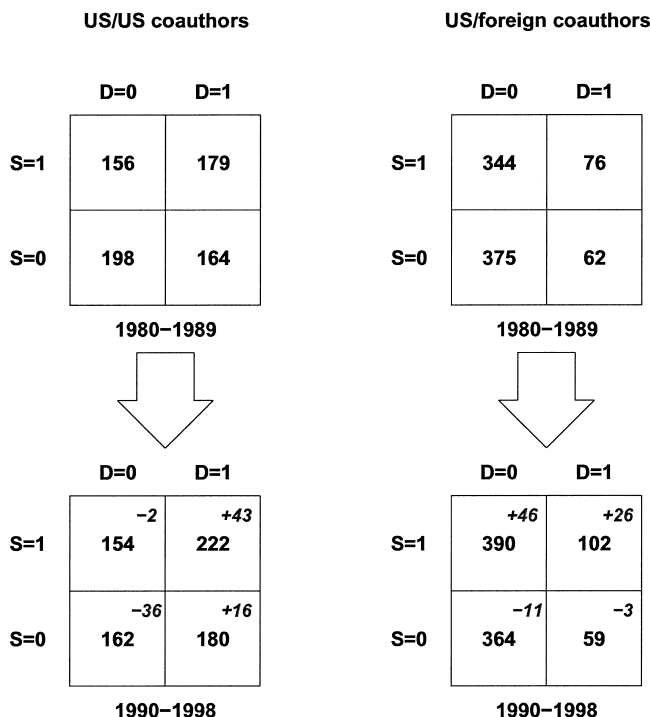 US/US coauthors US/foreign coauthors
D=0 D=1 D=0 D=1
S=1 156 179 S=1 344 76
S=0 198 164 S=0 375 62
1980−1989 1980−1989
D=0 D=1 D=0 D=1
−2 +43 +46 +26
S=1 154 222 S=1 390 102
−36 +16 −11 −3
S=0 162 180 S=0 364 59
1990−1998 1990−1998